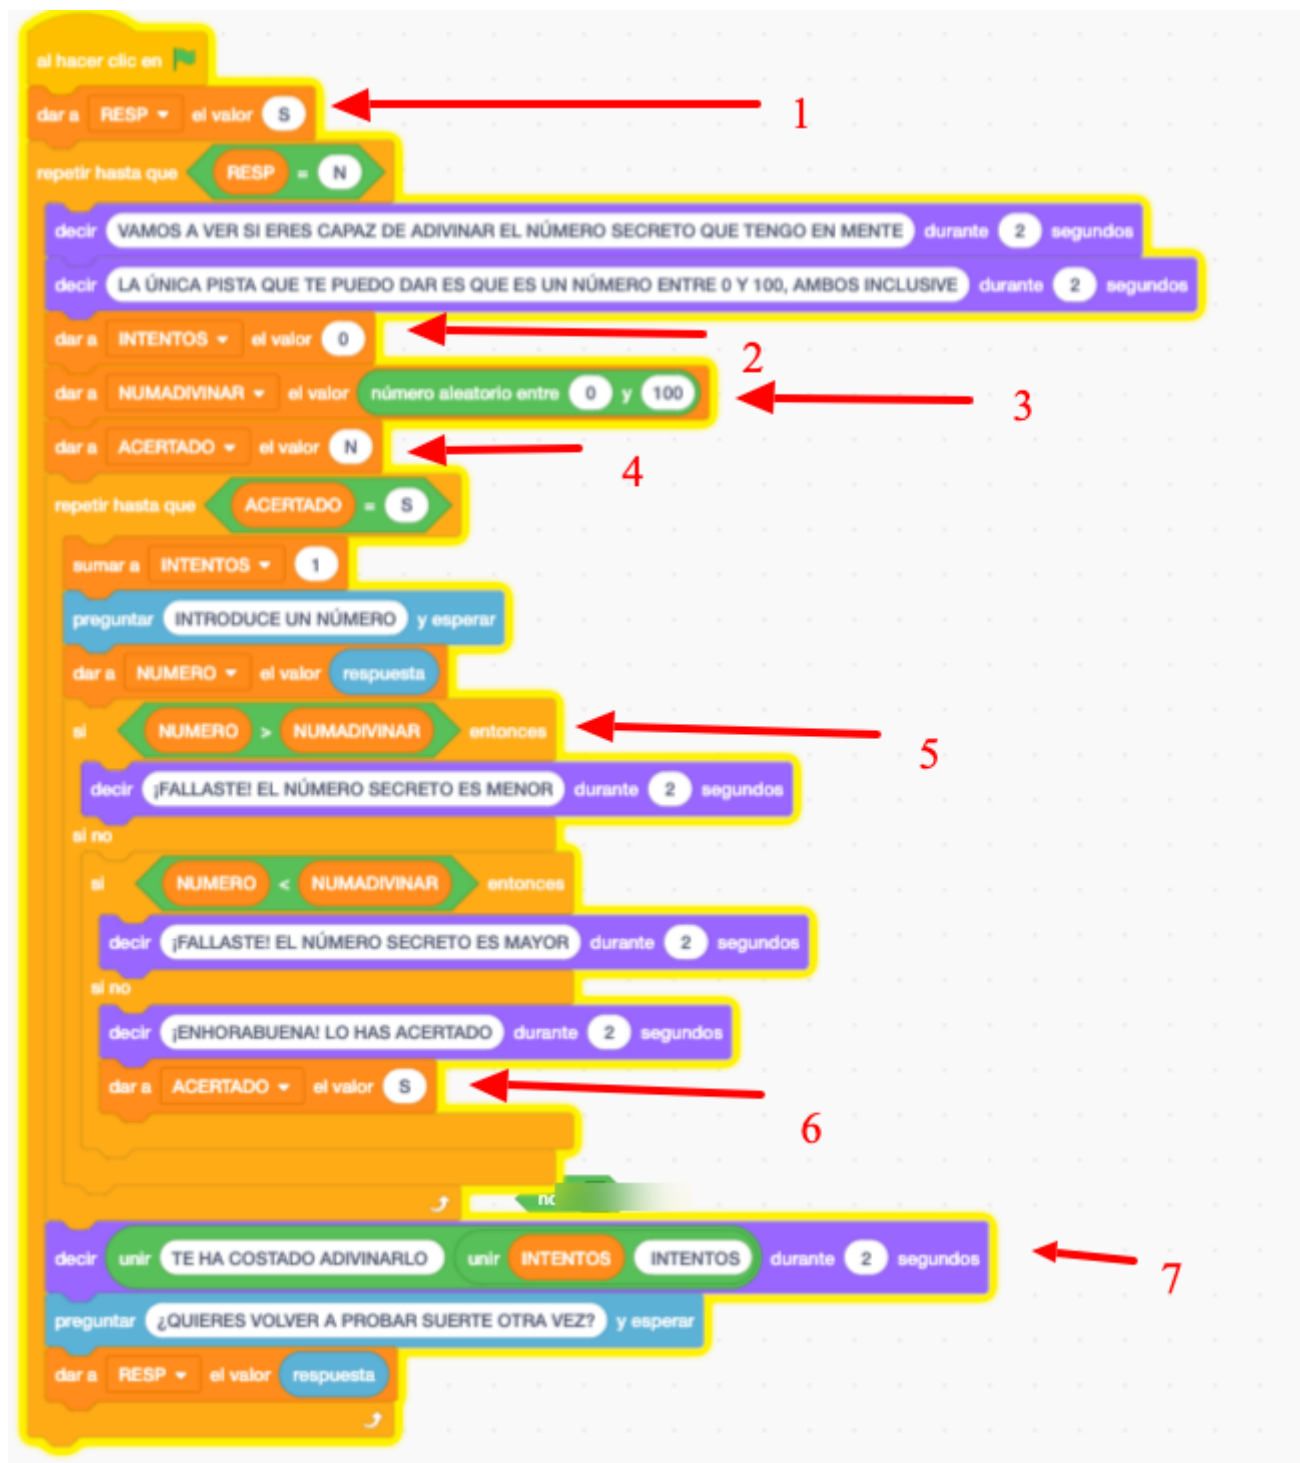 al hacer clic en
dar a RESP el valor S
1
repetir hasta que RESP = N
decir VAMOS A VER SI ERES CAPAZ DE ADIVINAR EL NÚMERO SECRETO QUE TENGO EN MENTE durante 2 segundos
decir LA ÚNICA PISTA QUE TE PUEDO DAR ES QUE ES UN NÚMERO ENTRE 0 Y 100, AMBOS INCLUSIVE durante 2 segundos
dar a INTENTOS el valor 0
2
dar a NUMADIVINAR el valor número aleatorio entre 0 y 100
3
dar a ACERTADO el valor N
4
repetir hasta que ACERTADO = S
sumar a INTENTOS 1
preguntar INTRODUCE UN NÚMERO y esperar
dar a NUMERO el valor respuesta
si NUMERO > NUMADIVINAR entonces
5
decir ¡FALLASTE! EL NÚMERO SECRETO ES MENOR durante 2 segundos
si no
si NUMERO < NUMADIVINAR entonces
decir ¡FALLASTE! EL NÚMERO SECRETO ES MAYOR durante 2 segundos
si no
decir ¡ENHORABUENA! LO HAS ACERTADO durante 2 segundos
dar a ACERTADO el valor S
6
decir unir TE HA COSTADO ADIVINARLO unir INTENTOS INTENTOS durante 2 segundos
7
preguntar ¿QUIERES VOLVER A PROBAR SUERTE OTRA VEZ? y esperar
dar a RESP el valor respuesta